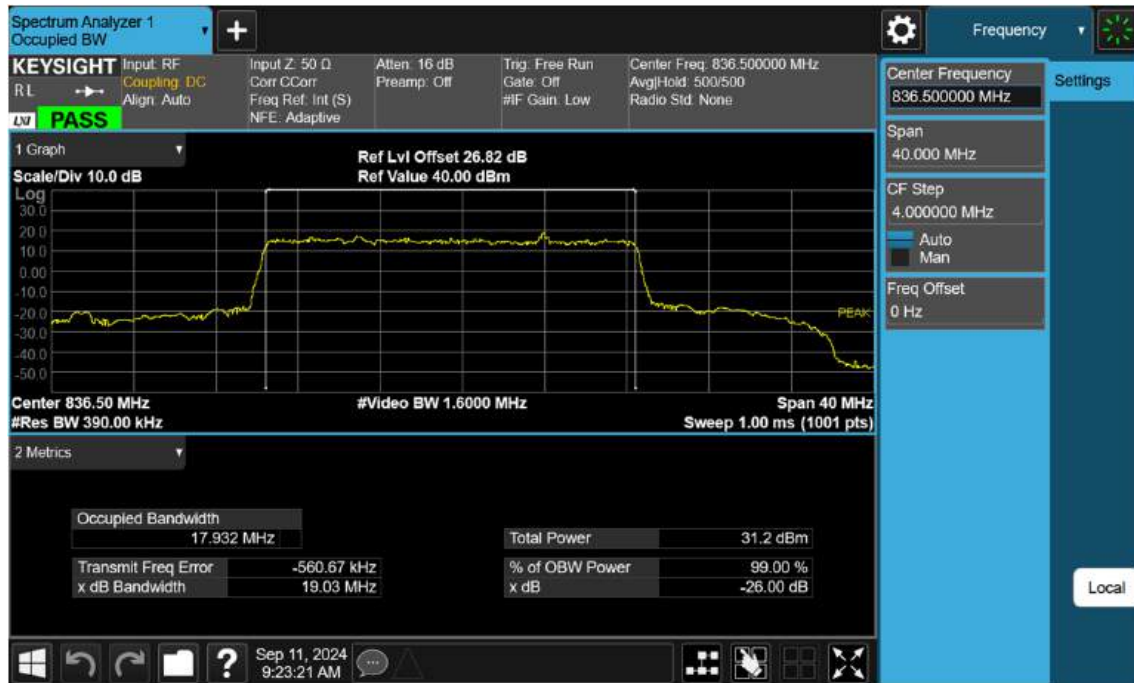 Spectrum Analyzer 1
Occupied BW
Frequency
KEYSIGHT
RL
LXI
PASS
Input: RF
Coupling: DC
Align: Auto
Input Z: 50 Ω
Corr CCorr
Freq Ref: Int (S)
NFE: Adaptive
Atten: 16 dB
Preamp: Off
Trig: Free Run
Gate: Off
#IF Gain: Low
Center Freq: 836.500000 MHz
Avg|Hold: 500/500
Radio Std: None
Center Frequency
836.500000 MHz
Settings
Span
40.000 MHz
CF Step
4.000000 MHz
Auto
Man
Freq Offset
0 Hz
1 Graph
Scale/Div 10.0 dB
Ref Lvl Offset 26.82 dB
Ref Value 40.00 dBm
Log
30.0
20.0
10.0
0.00
-10.0
-20.0
-30.0
-40.0
-50.0
PEAK
Center 836.50 MHz
#Video BW 1.6000 MHz
Span 40 MHz
#Res BW 390.00 kHz
Sweep 1.00 ms (1001 pts)
2 Metrics
Occupied Bandwidth
17.932 MHz
Total Power 31.2 dBm
Transmit Freq Error -560.67 kHz
% of OBW Power 99.00 %
x dB Bandwidth 19.03 MHz
x dB -26.00 dB
Local
?
Sep 11, 2024
9:23:21 AM